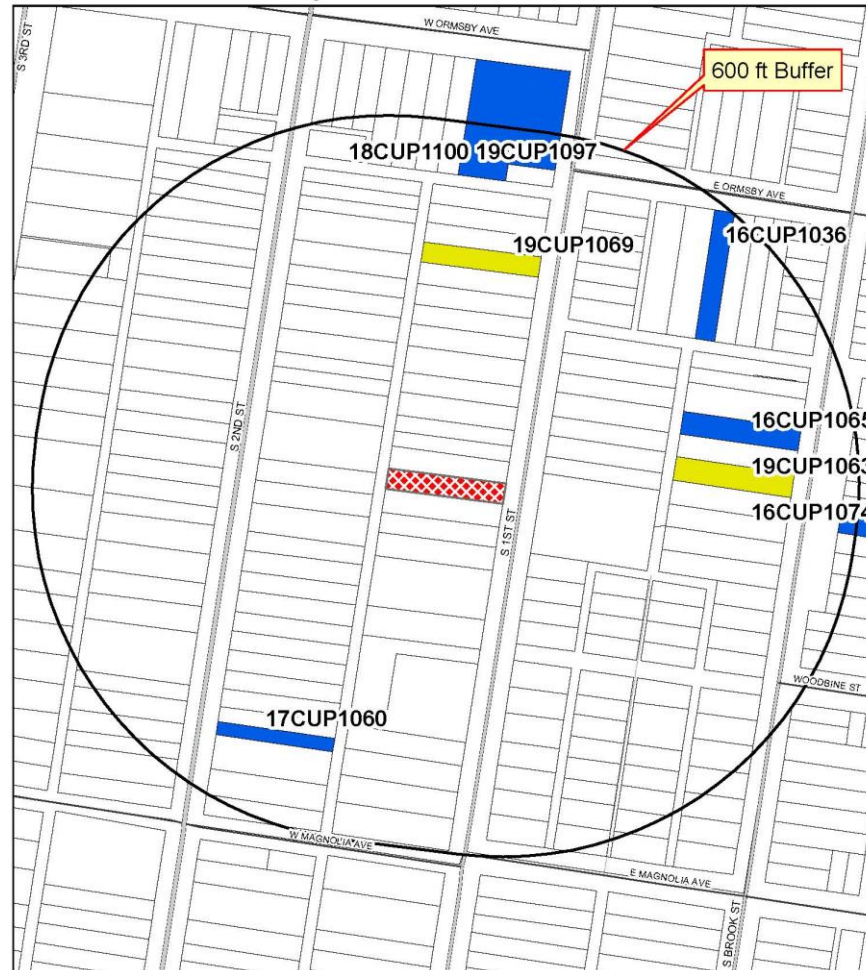 W ORMSBY AVE
S 3RD ST
600 ft Buffer
18CUP1100 19CUP1097
E ORMSBY AVE
19CUP1069
16CUP1036
S 2ND ST
16CUP1065
19CUP1063
16CUP1074
S 1ST ST
WOODBINE ST
17CUP1060
W MAGNOLIA AVE
E MAGNOLIA AVE
S BROOK ST